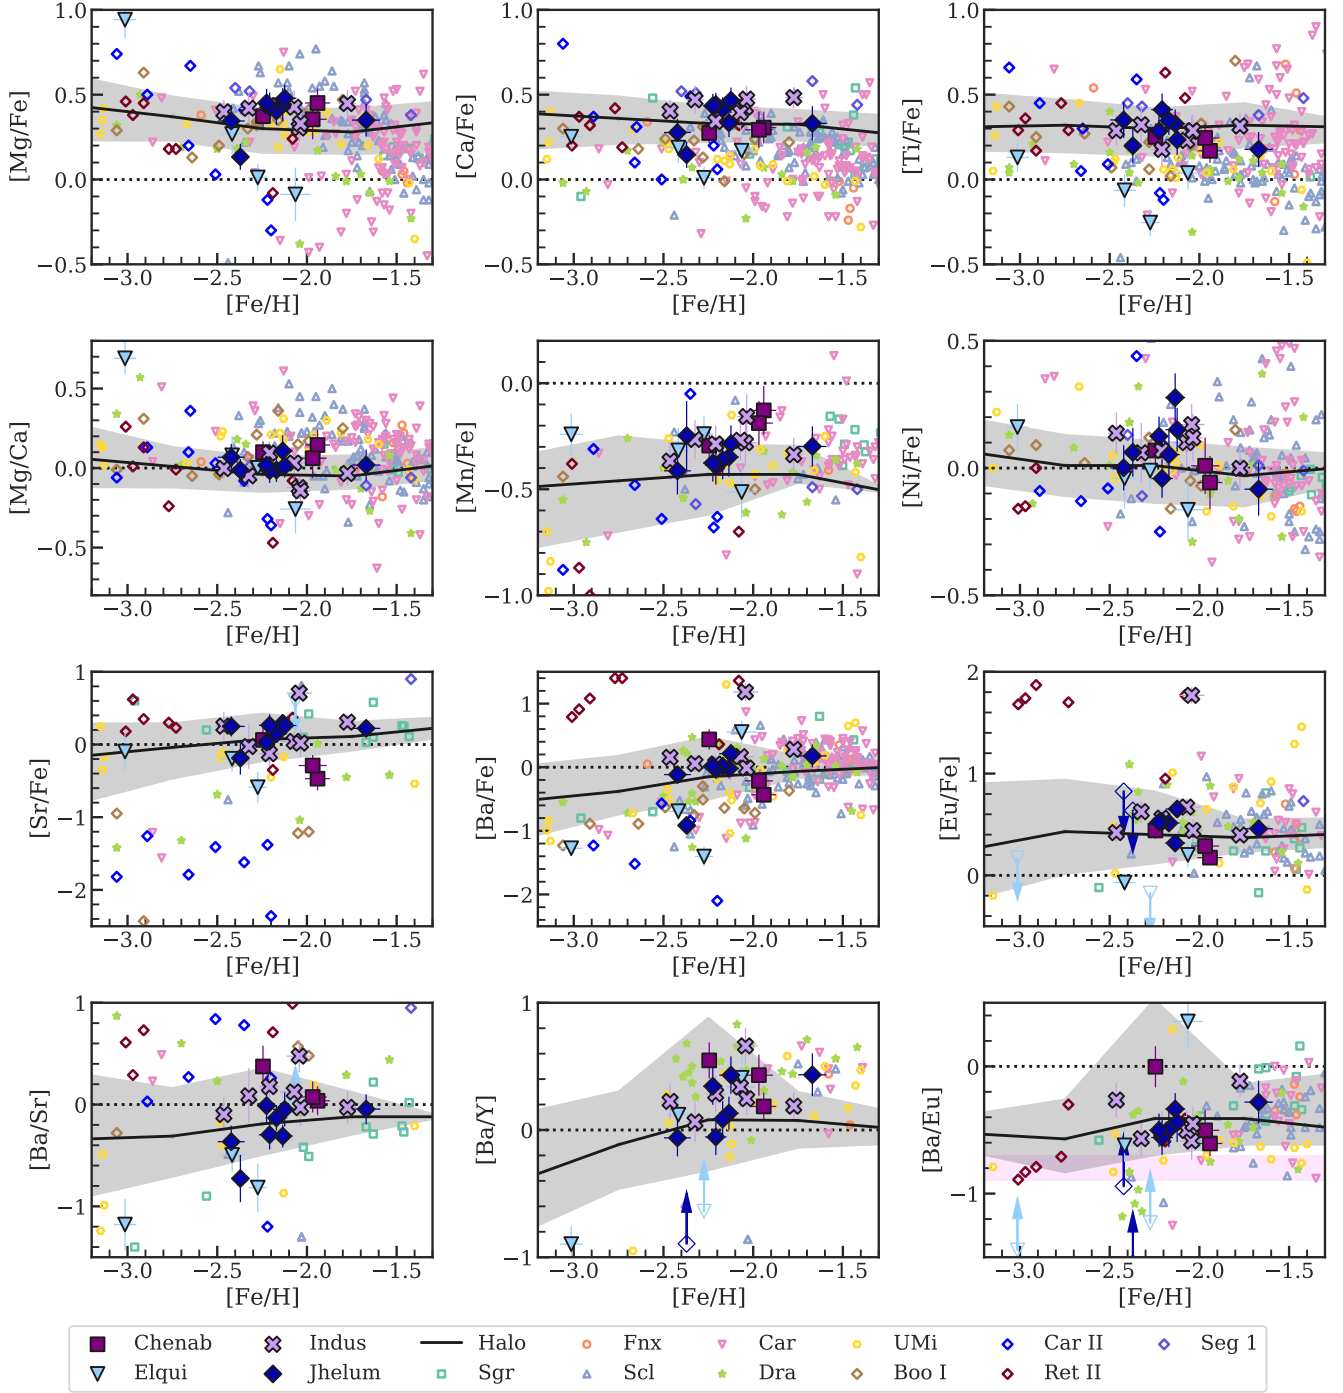 1.0
0.5
0.0
−0.5
[Mg/Fe]
−3.0 −2.5 −2.0 −1.5
[Fe/H]
1.0
0.5
0.0
−0.5
[Ca/Fe]
−3.0 −2.5 −2.0 −1.5
[Fe/H]
1.0
0.5
0.0
−0.5
[Ti/Fe]
−3.0 −2.5 −2.0 −1.5
[Fe/H]
0.5
0.0
−0.5
[Mg/Ca]
−3.0 −2.5 −2.0 −1.5
[Fe/H]
0.0
−0.5
−1.0
[Mn/Fe]
−3.0 −2.5 −2.0 −1.5
[Fe/H]
0.5
0.0
−0.5
[Ni/Fe]
−3.0 −2.5 −2.0 −1.5
[Fe/H]
1
0
−1
−2
[Sr/Fe]
−3.0 −2.5 −2.0 −1.5
[Fe/H]
1
0
−1
−2
[Ba/Fe]
−3.0 −2.5 −2.0 −1.5
[Fe/H]
2
1
0
[Eu/Fe]
−3.0 −2.5 −2.0 −1.5
[Fe/H]
1
0
−1
[Ba/Sr]
−3.0 −2.5 −2.0 −1.5
[Fe/H]
1
0
−1
[Ba/Y]
−3.0 −2.5 −2.0 −1.5
[Fe/H]
0
−1
[Ba/Eu]
−3.0 −2.5 −2.0 −1.5
[Fe/H]
Chenab Indus Halo Fnx Car UMi Car II Seg 1
Elqui Jhelum Sgr Scl Dra Boo I Ret II